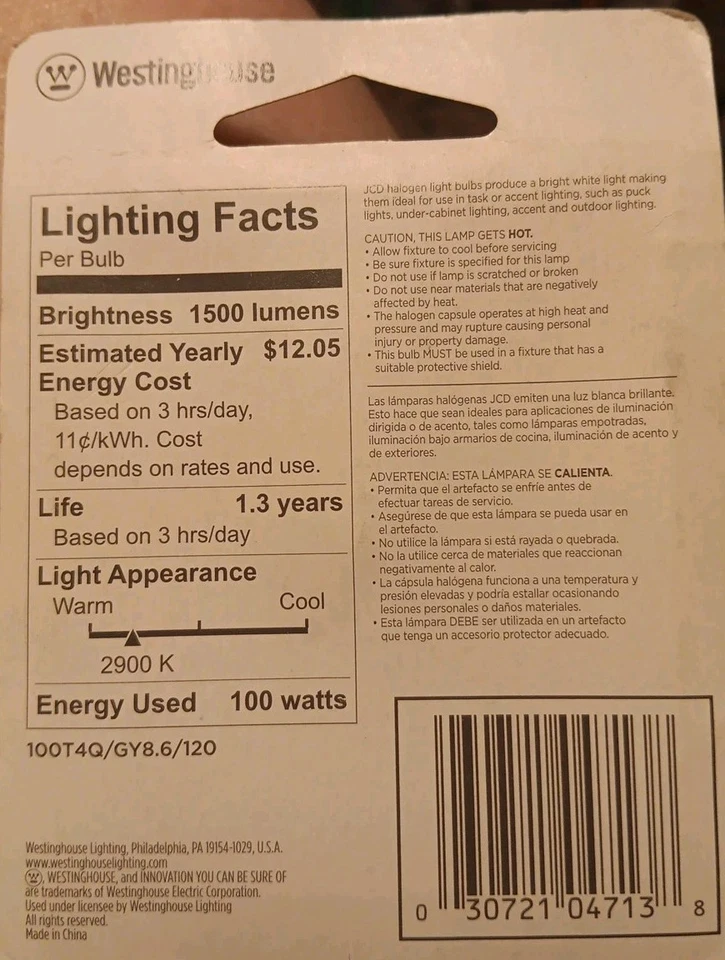 Westinghouse
Lighting Facts
Per Bulb
Brightness 1500 lumens
Estimated Yearly $12.05
Energy Cost
Based on 3 hrs/day,
11¢/kWh. Cost
depends on rates and use.
Life 1.3 years
Based on 3 hrs/day
Light Appearance
Warm Cool
2900 K
Energy Used 100 watts
100T4Q/GY8.6/120
Westinghouse Lighting, Philadelphia, PA 19154-1029, U.S.A.
www.westinghouselighting.com
W, WESTINGHOUSE, and INNOVATION YOU CAN BE SURE OF
are trademarks of Westinghouse Electric Corporation.
Used under licensee by Westinghouse Lighting
All rights reserved.
Made in China
JCD halogen light bulbs produce a bright white light making
them ideal for use in task or accent lighting, such as puck
lights, under-cabinet lighting, accent and outdoor lighting.
CAUTION, THIS LAMP GETS HOT.
• Allow fixture to cool before servicing
• Be sure fixture is specified for this lamp
• Do not use if lamp is scratched or broken
• Do not use near materials that are negatively
affected by heat.
• The halogen capsule operates at high heat and
pressure and may rupture causing personal
injury or property damage.
• This bulb MUST be used in a fixture that has a
suitable protective shield.
Las lámparas halógenas JCD emiten una luz blanca brillante.
Esto hace que sean ideales para aplicaciones de iluminación
dirigida o de acento, tales como lámparas empotradas,
iluminación bajo armarios de cocina, iluminación de acento y
de exteriores.
ADVERTENCIA: ESTA LÁMPARA SE CALIENTA.
• Permita que el artefacto se enfríe antes de
efectuar tareas de servicio.
• Asegúrese de que esta lámpara se pueda usar en
el artefacto.
• No utilice la lámpara si está rayada o quebrada.
• No la utilice cerca de materiales que reaccionan
negativamente al calor.
• La cápsula halógena funciona a una temperatura y
presión elevadas y podría estallar ocasionando
lesiones personales o daños materiales.
• Esta lámpara DEBE ser utilizada en un artefacto
que tenga un accesorio protector adecuado.
0 30721 04713 8